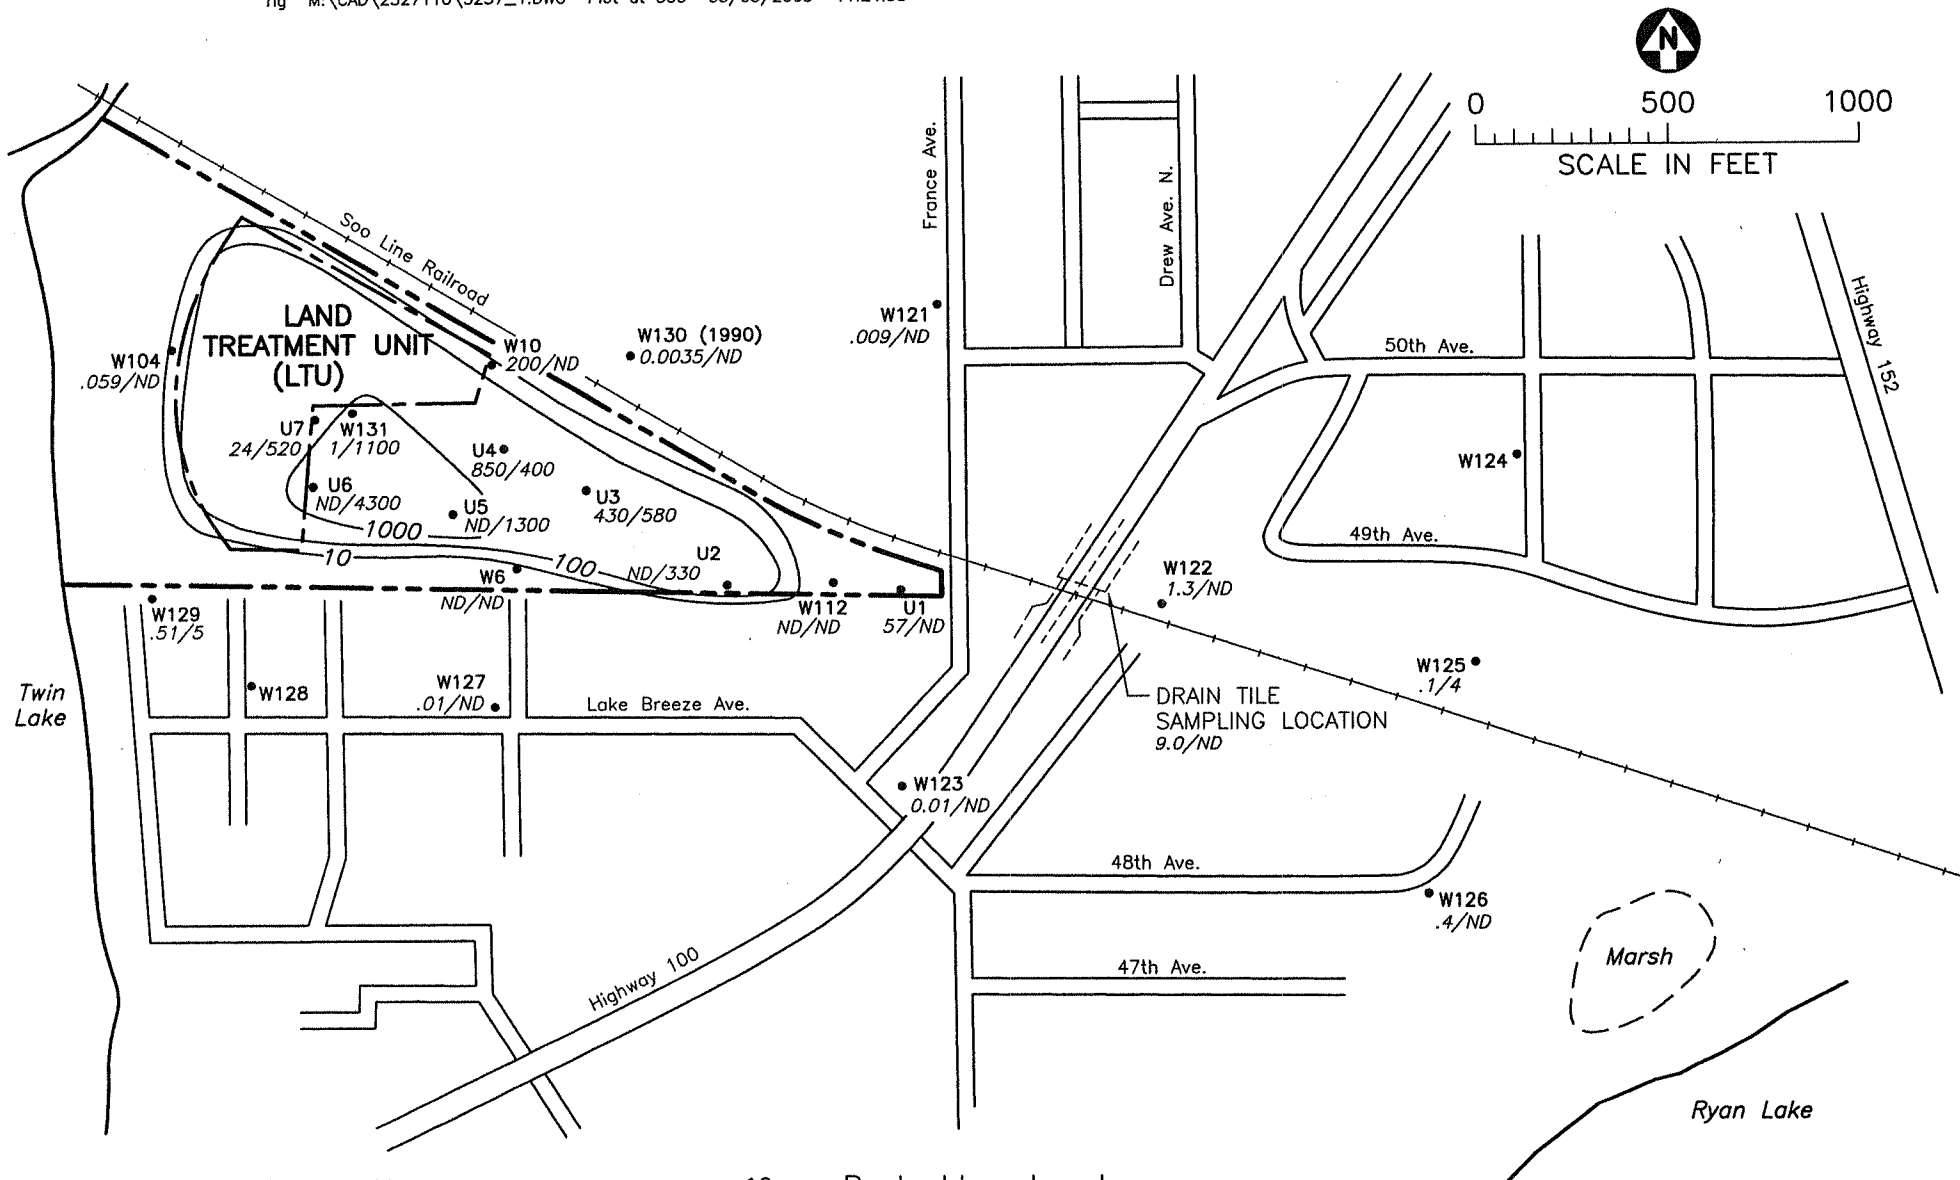 N
0 500 1000
SCALE IN FEET
France Ave.
Drew Ave. N.
Soo Line Railroad
Highway 152
LAND
TREATMENT UNIT
(LTU)
W104
.059/ND
W10
200/ND
W130 (1990)
0.0035/ND
W121
.009/ND
50th Ave.
U7
24/520
W131
1/1100
U4
850/400
W124
U6
ND/4300
U3
430/580
U5
ND/1300
1000
49th Ave.
10
100
U2
ND/330
W6
ND/ND
W122
1.3/ND
W129
.51/5
W112
ND/ND
U1
57/ND
W125
.1/4
Twin
Lake
W128
W127
.01/ND
Lake Breeze Ave.
DRAIN TILE
SAMPLING LOCATION
9.0/ND
W123
0.01/ND
48th Ave.
W126
.4/ND
Highway 100
47th Ave.
Marsh
Ryan Lake